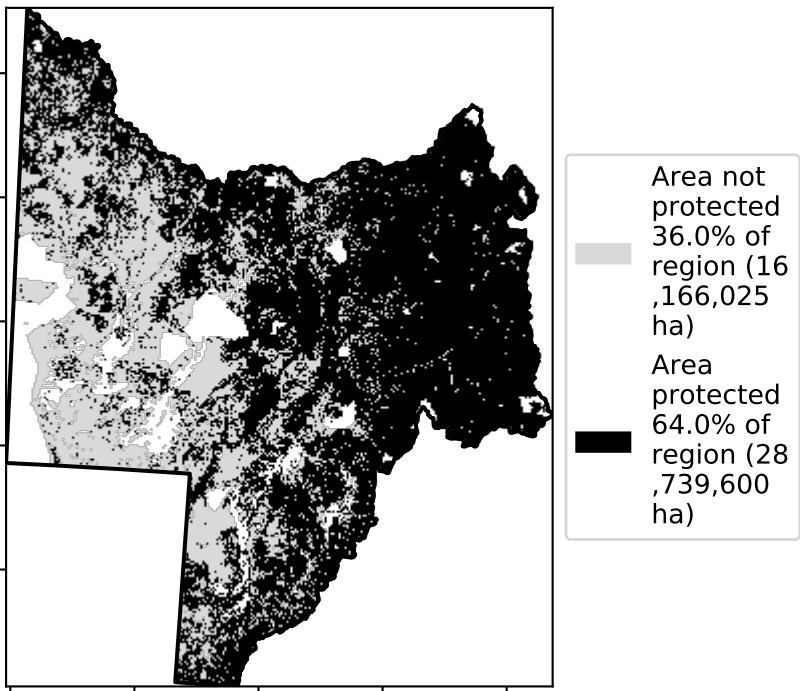 Area not
protected
36.0% of
region (16
,166,025
ha)
Area
protected
64.0% of
region (28
,739,600
ha)